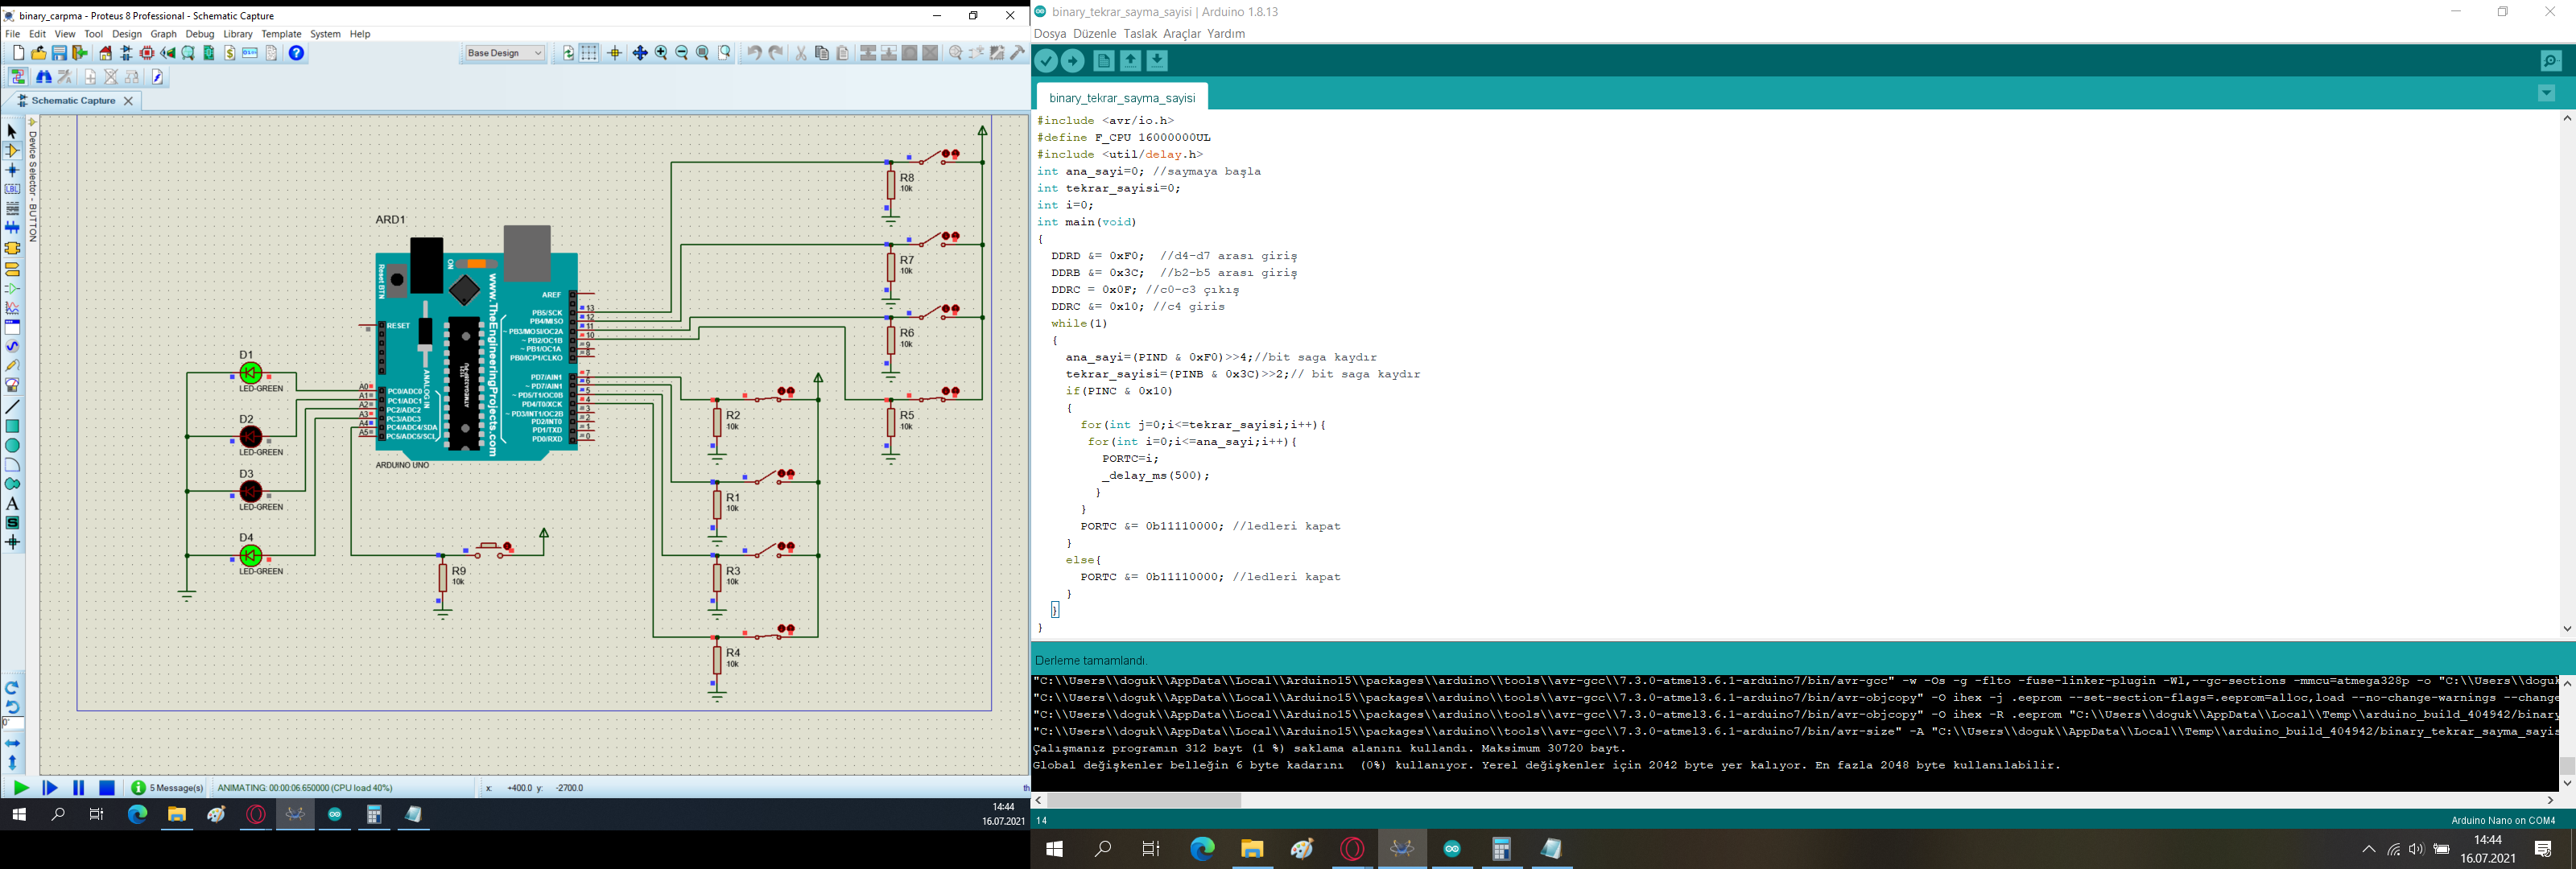 binary_carpma - Proteus 8 Professional - Schematic Capture
File Edit View Tool Design Graph Debug Library Template System Help
Base Design
Schematic Capture
Device Selector - BUTTON
ARD1
Reset BTN
ON
www.TheEngineeringProjects.com
ANALOG IN
ATMEGA328P-PU
1121
AREF
13
PB5/SCK
12
PB4/MISO
11
~ PB3/MOSI/OC2A
10
~ PB2/OC1B
9
~ PB1/OC1A
8
PB0/ICP1/CLKO
7
PD7/AIN1
6
~ PD7/AIN1
5
~ PD5/T1/OC0B
4
PD4/T0/XCK
3
~ PD3/INT1/OC2B
2
PD2/INT0
1
PD1/TXD
0
PD0/RXD
RESET
A0
PC0/ADC0
A1
PC1/ADC1
A2
PC2/ADC2
A3
PC3/ADC3
A4
PC4/ADC4/SDA
A5
PC5/ADC5/SCL
ARDUINO UNO
D1
LED-GREEN
D2
LED-GREEN
D3
LED-GREEN
D4
LED-GREEN
R8
10k
R7
10k
R6
10k
R5
10k
R2
10k
R1
10k
R3
10k
R4
10k
R9
10k
5 Message(s)
ANIMATING: 00:00:06.650000 (CPU load 40%)
x: +400.0 y: -2700.0
th
14:44
16.07.2021
binary_tekrar_sayma_sayisi | Arduino 1.8.13
Dosya Düzenle Taslak Araçlar Yardım
binary_tekrar_sayma_sayisi
#include <avr/io.h>
#define F_CPU 16000000UL
#include <util/delay.h>
int ana_sayi=0; //saymaya başla
int tekrar_sayisi=0;
int i=0;
int main(void)
{
DDRD &= 0xF0; //d4-d7 arası giriş
DDRB &= 0x3C; //b2-b5 arası giriş
DDRC = 0x0F; //c0-c3 çıkış
DDRC &= 0x10; //c4 giris
while(1)
{
ana_sayi=(PIND & 0xF0)>>4;//bit saga kaydır
tekrar_sayisi=(PINB & 0x3C)>>2;// bit saga kaydır
if(PINC & 0x10)
{
for(int j=0;i<=tekrar_sayisi;i++){
for(int i=0;i<=ana_sayi;i++){
PORTC=i;
_delay_ms(500);
}
}
PORTC &= 0b11110000; //ledleri kapat
}
else{
PORTC &= 0b11110000; //ledleri kapat
}
}
}
Derleme tamamlandı.
"C:\\Users\\doguk\\AppData\\Local\\Arduino15\\packages\\arduino\\tools\\avr-gcc\\7.3.0-atmel3.6.1-arduino7/bin/avr-gcc" -w -Os -g -flto -fuse-linker-plugin -Wl,--gc-sections -mmcu=atmega328p -o "C:\\Users\\doguk
"C:\\Users\\doguk\\AppData\\Local\\Arduino15\\packages\\arduino\\tools\\avr-gcc\\7.3.0-atmel3.6.1-arduino7/bin/avr-objcopy" -O ihex -j .eeprom --set-section-flags=.eeprom=alloc,load --no-change-warnings --change
"C:\\Users\\doguk\\AppData\\Local\\Arduino15\\packages\\arduino\\tools\\avr-gcc\\7.3.0-atmel3.6.1-arduino7/bin/avr-objcopy" -O ihex -R .eeprom "C:\\Users\\doguk\\AppData\\Local\\Temp\\arduino_build_404942/binary
"C:\\Users\\doguk\\AppData\\Local\\Arduino15\\packages\\arduino\\tools\\avr-gcc\\7.3.0-atmel3.6.1-arduino7/bin/avr-size" -A "C:\\Users\\doguk\\AppData\\Local\\Temp\\arduino_build_404942/binary_tekrar_sayma_sayis
Çalışmanız programın 312 bayt (1 %) saklama alanını kullandı. Maksimum 30720 bayt.
Global değişkenler belleğin 6 byte kadarını (0%) kullanıyor. Yerel değişkenler için 2042 byte yer kalıyor. En fazla 2048 byte kullanılabilir.
14
Arduino Nano on COM4
14:44
16.07.2021